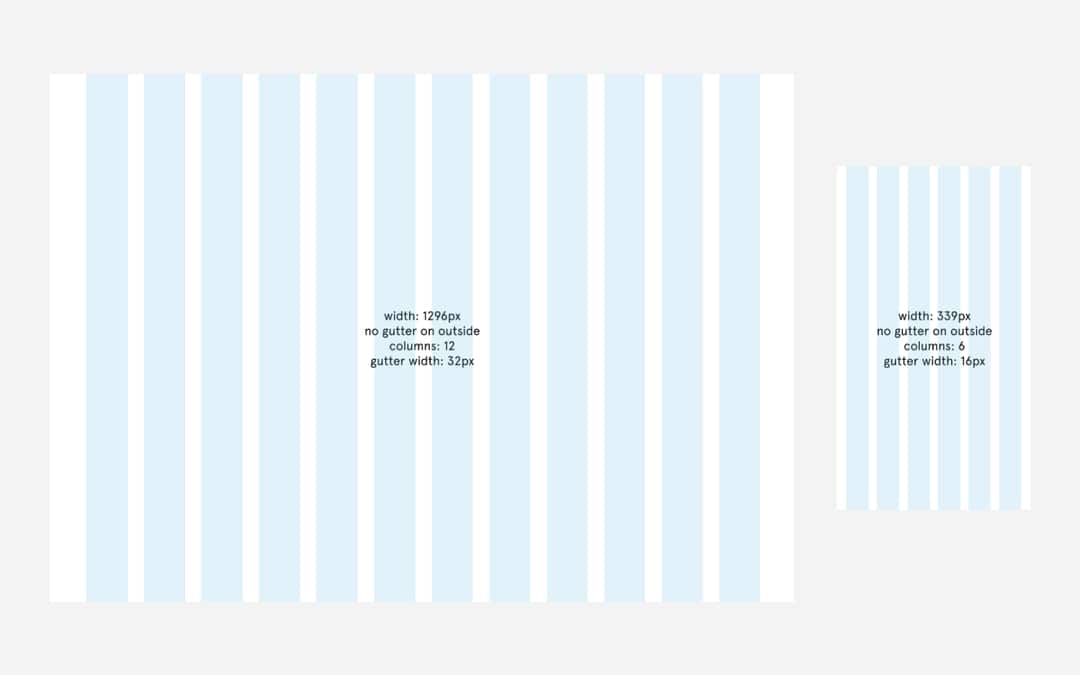 width: 1296px
no gutter on outside
columns: 12
gutter width: 32px
width: 339px
no gutter on outside
columns: 6
gutter width: 16px